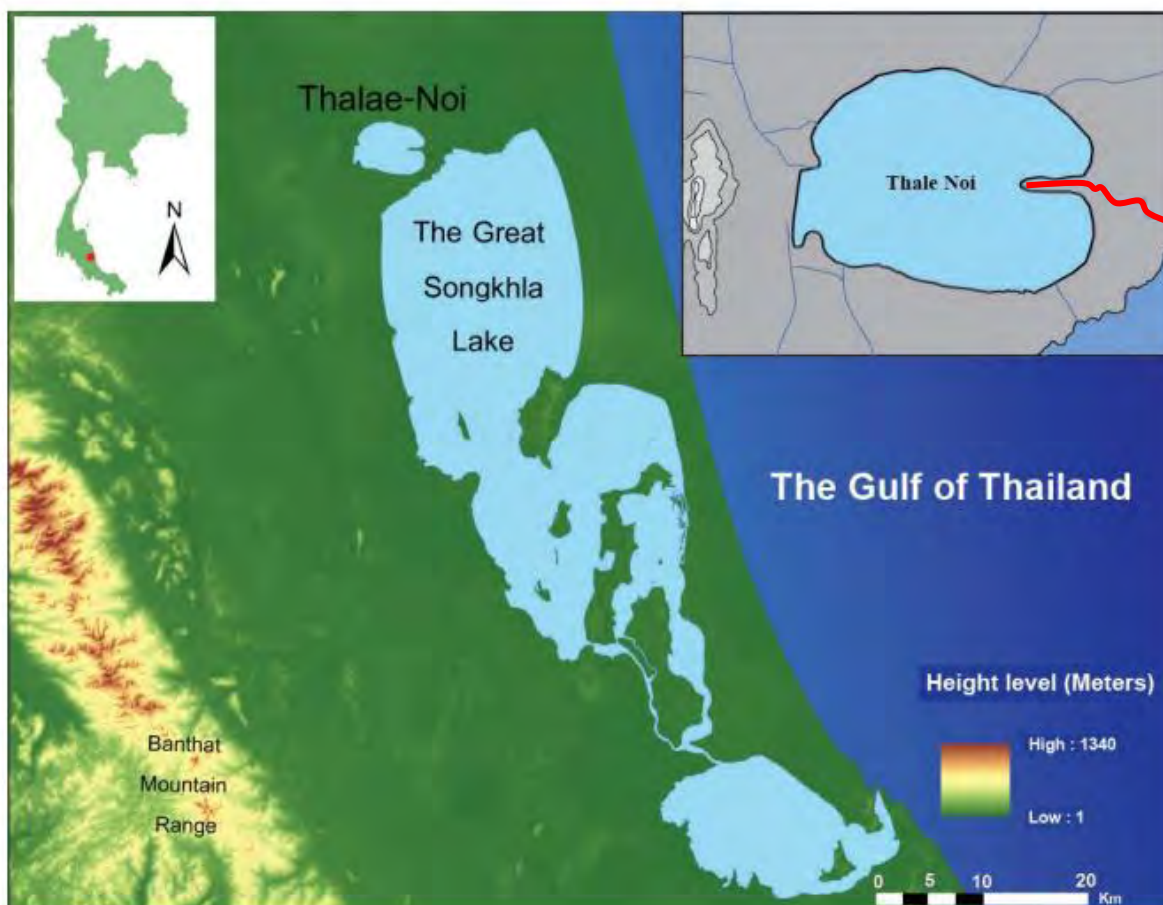 N
Thalae-Noi
Thale Noi
The Great
Songkhla
Lake
The Gulf of Thailand
Height level (Meters)
High : 1340
Low : 1
Banthat
Mountain
Range
0 5 10 20
Km